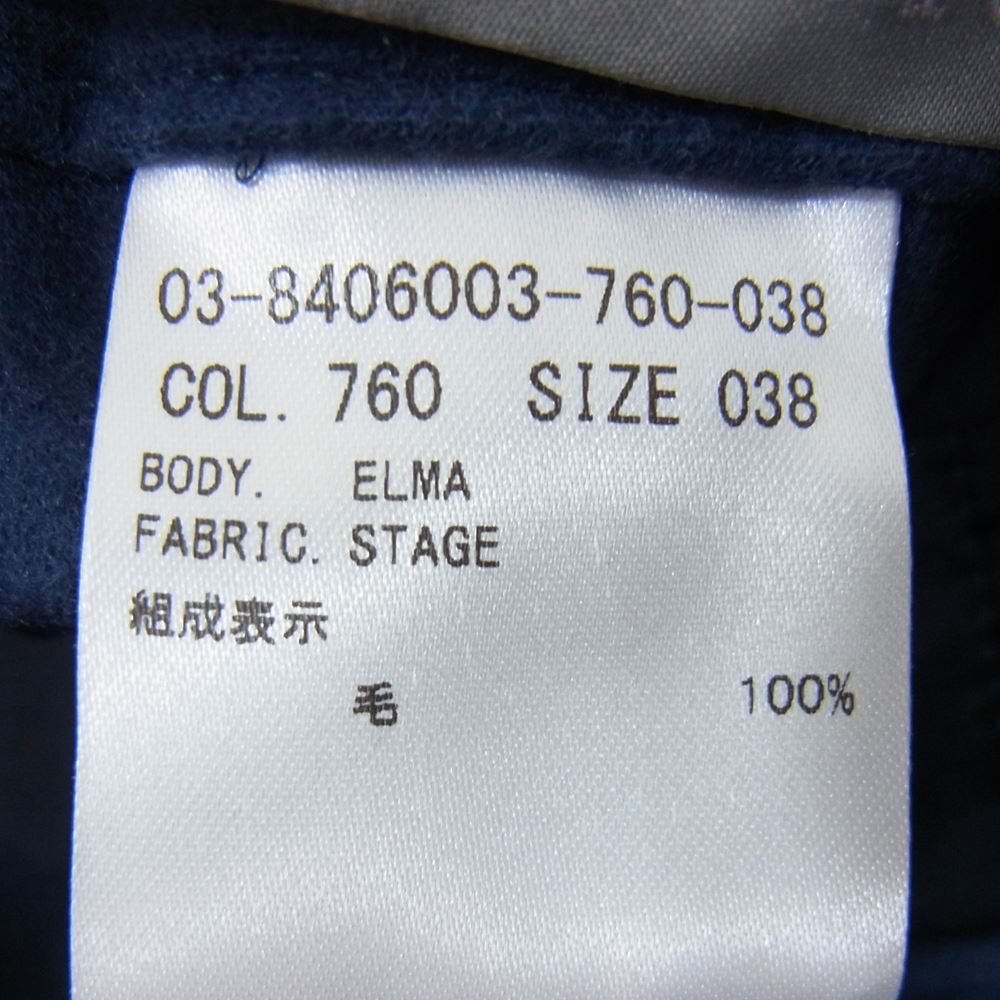 03-8406003-760-038
COL. 760 SIZE 038
BODY. ELMA
FABRIC. STAGE
組成表示
毛 100%